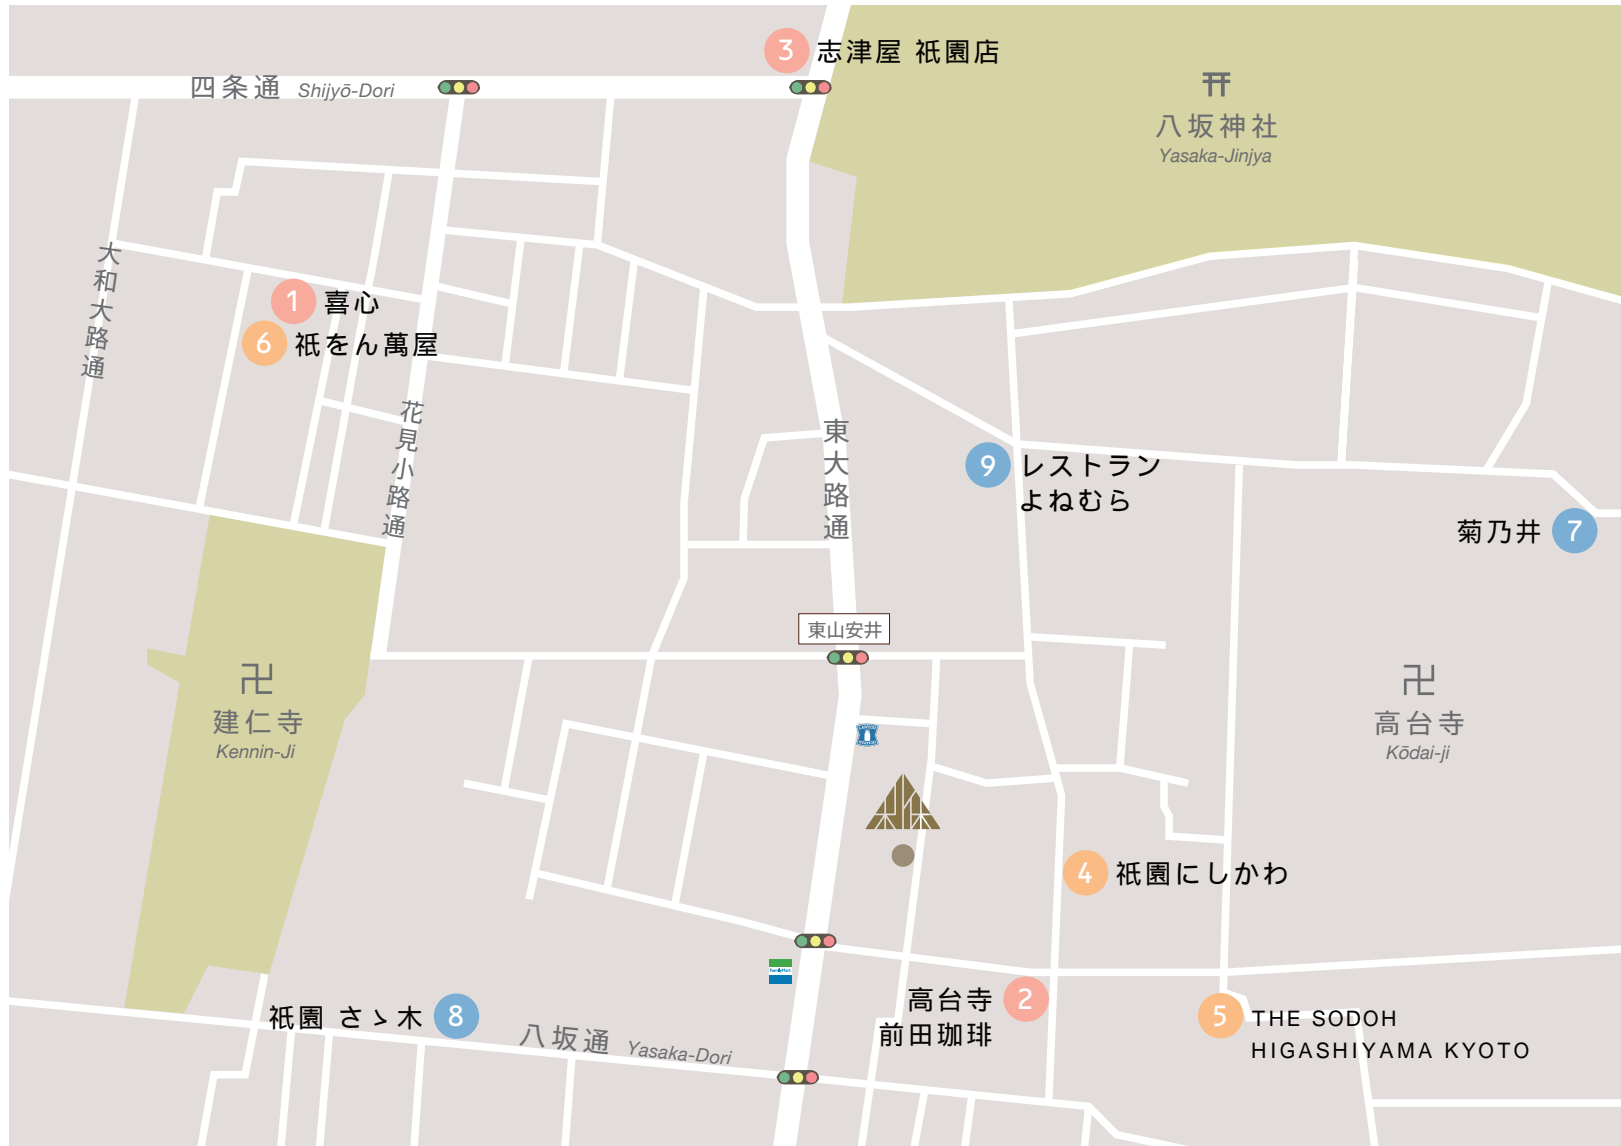 3 志津屋 祇園店
四条通 Shijyō-Dori
八坂神社
Yasaka-Jinjya
大和大路通
1 喜心
6 祇をん萬屋
花見小路通
東大路通
9 レストラン
よねむら
菊乃井 7
東山安井
卍
建仁寺
Kennin-Ji
卍
高台寺
Kōdai-ji
4 祇園にしかわ
FamilyMart
高台寺 2
前田珈琲
祇園 さゝ木 8
八坂通 Yasaka-Dori
5 THE SODOH
HIGASHIYAMA KYOTO